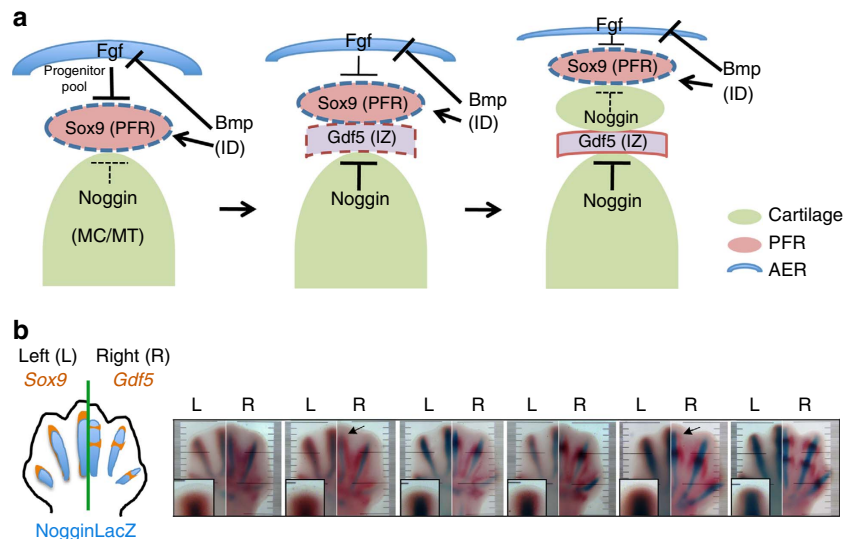 a
Fgf
Progenitor
pool
Sox9 (PFR)
Bmp
(ID)
Noggin
(MC/MT)
Fgf
Sox9 (PFR)
Gdf5 (IZ)
Bmp
(ID)
Noggin
Fgf
Sox9 (PFR)
Bmp
(ID)
Noggin
Gdf5 (IZ)
Noggin
Cartilage
PFR
AER
b
Left (L) Right (R)
Sox9 Gdf5
NogginLacZ
L R L R L R L R L R L R